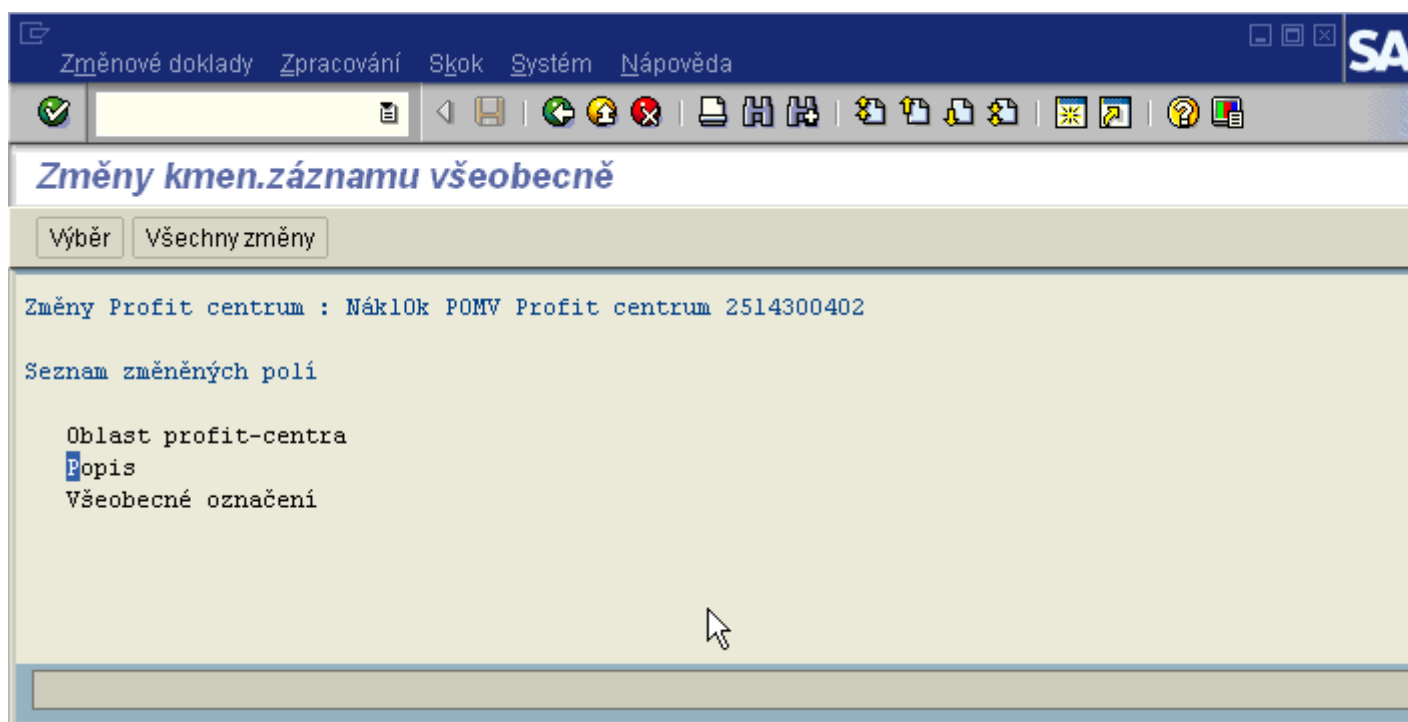 Změnové doklady Zpracování Skok Systém Nápověda
SA
Změny kmen.záznamu všeobecně
Výběr Všechny změny
Změny Profit centrum : Nákl0k POMV Profit centrum 2514300402
Seznam změněných polí
Oblast profit-centra
Popis
Všeobecné označení